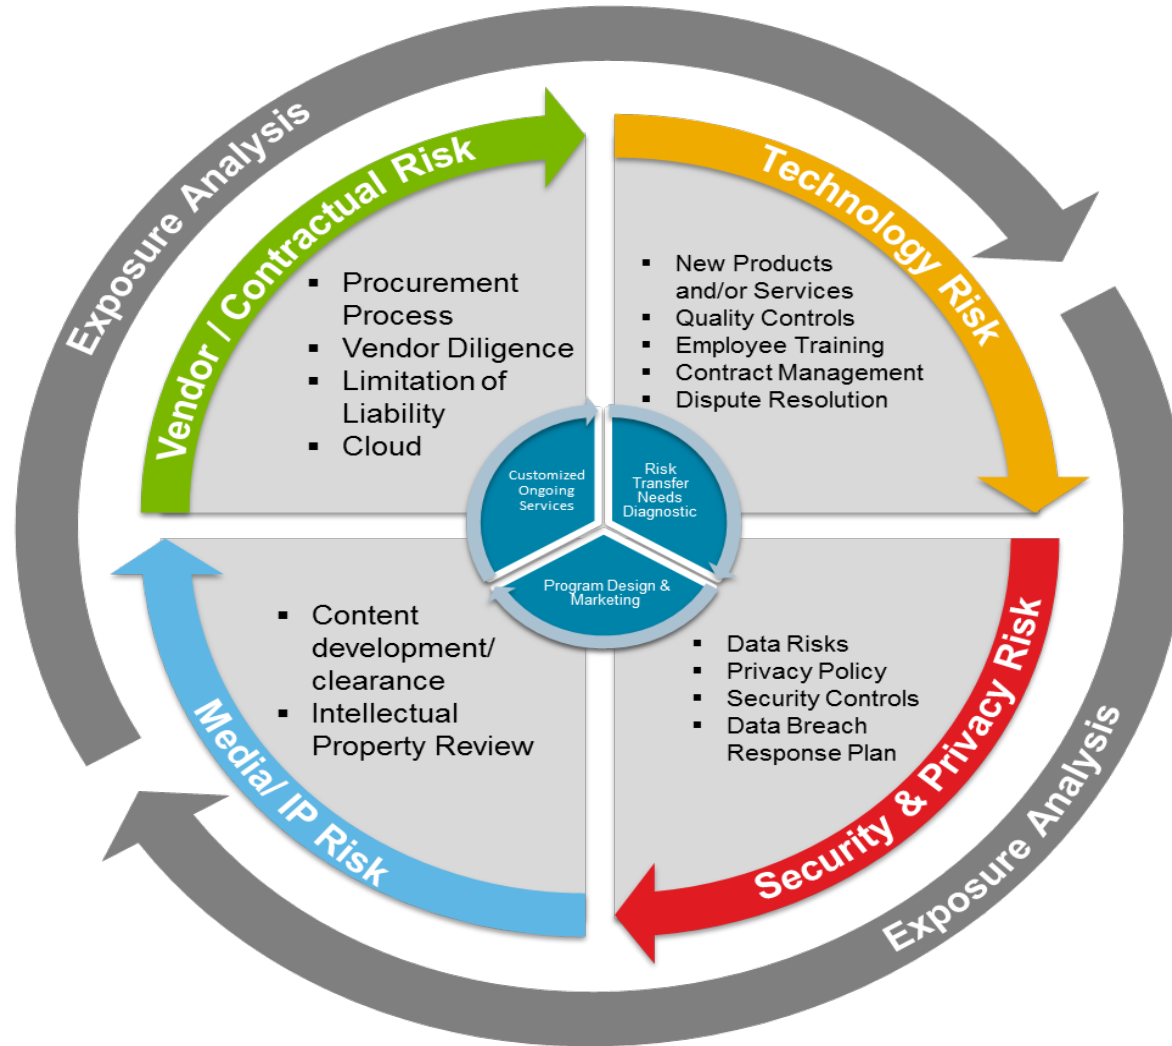 Exposure Analysis
Vendor / Contractual Risk
▪ Procurement
Process
▪ Vendor Diligence
▪ Limitation of
Liability
▪ Cloud
Technology Risk
▪ New Products
and/or Services
▪ Quality Controls
▪ Employee Training
▪ Contract Management
▪ Dispute Resolution
Customized
Ongoing
Services
Risk
Transfer
Needs
Diagnostic
Program Design &
Marketing
Media/ IP Risk
▪ Content
development/
clearance
▪ Intellectual
Property Review
Security & Privacy Risk
▪ Data Risks
▪ Privacy Policy
▪ Security Controls
▪ Data Breach
Response Plan
Exposure Analysis